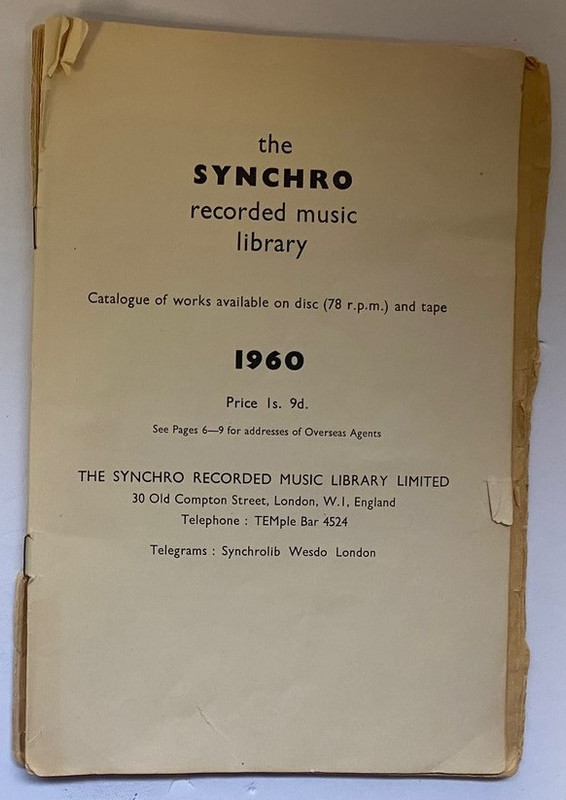 the
SYNCHRO
recorded music
library
Catalogue of works available on disc (78 r.p.m.) and tape
1960
Price 1s. 9d.
See Pages 6—9 for addresses of Overseas Agents
THE SYNCHRO RECORDED MUSIC LIBRARY LIMITED
30 Old Compton Street, London, W.1, England
Telephone : TEMple Bar 4524
Telegrams : Synchrolib Wesdo London